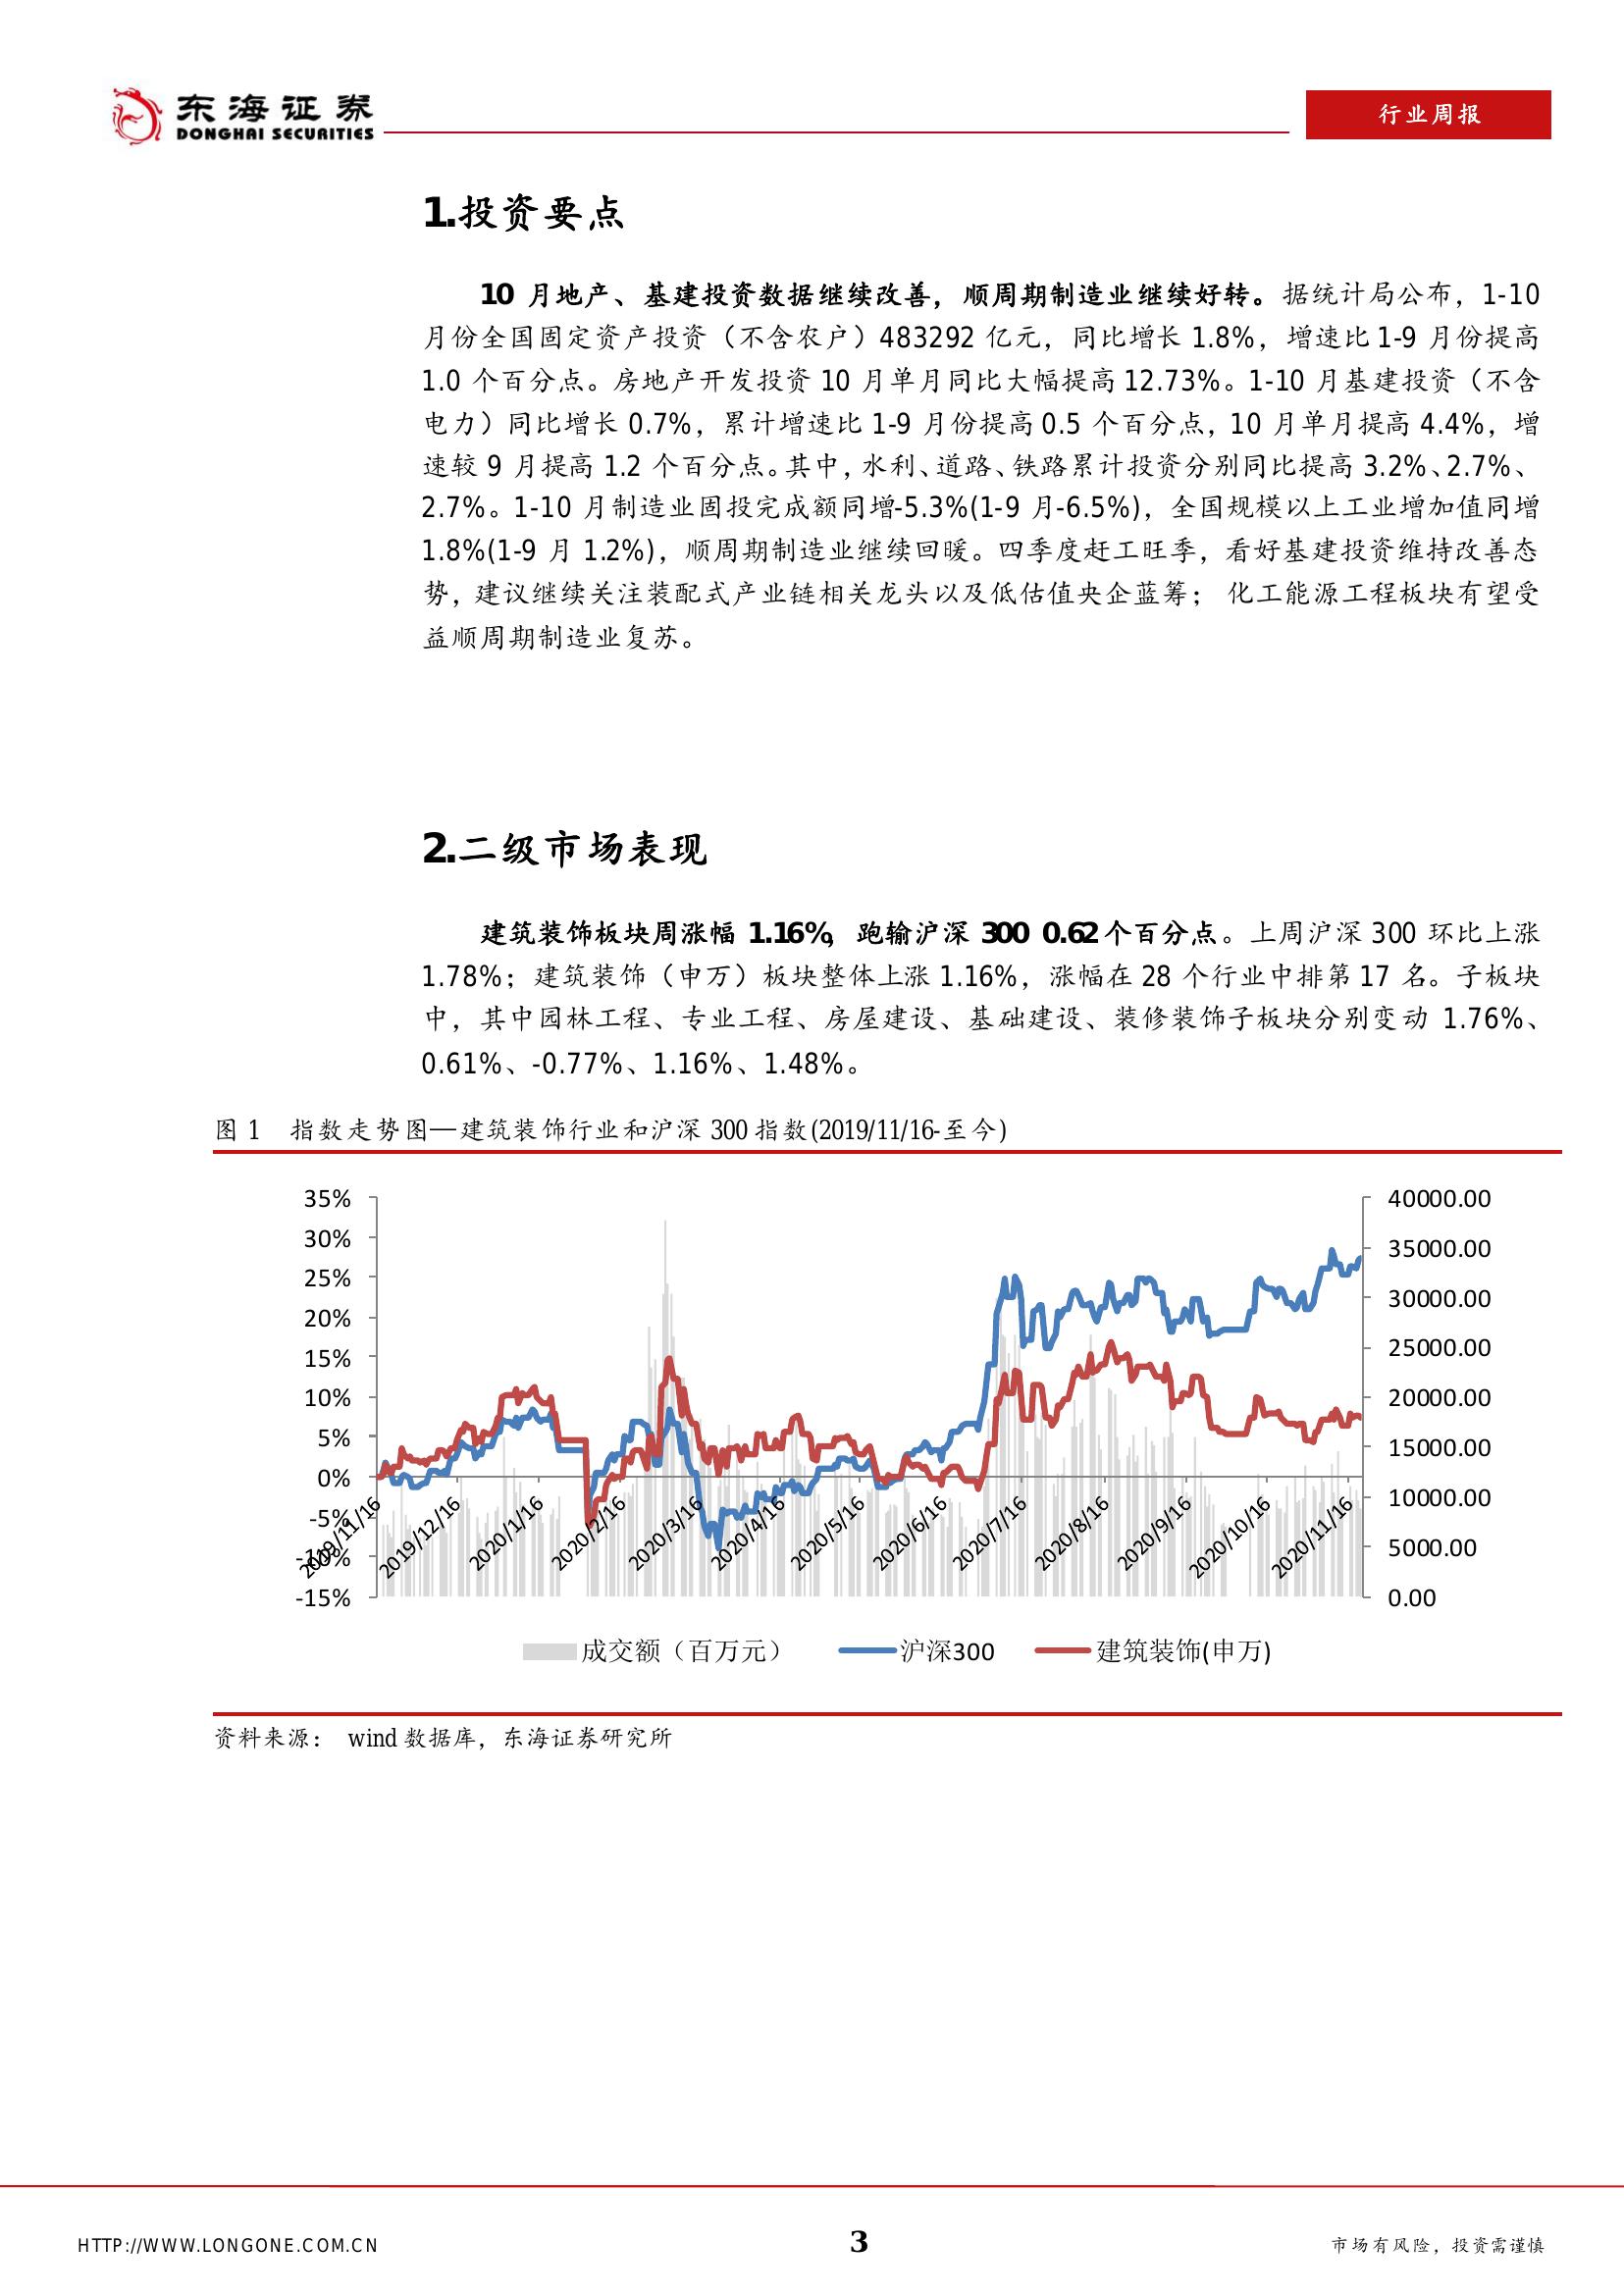 东海证券
DONGHAI SECURITIES
行业周报
1.投资要点
10 月地产、基建投资数据继续改善，顺周期制造业继续好转。据统计局公布，1-10
月份全国固定资产投资（不含农户）483292 亿元，同比增长 1.8%，增速比 1-9 月份提高
1.0 个百分点。房地产开发投资 10 月单月同比大幅提高 12.73%。1-10 月基建投资（不含
电力）同比增长 0.7%，累计增速比 1-9 月份提高 0.5 个百分点，10 月单月提高 4.4%，增
速较 9 月提高 1.2 个百分点。其中，水利、道路、铁路累计投资分别同比提高 3.2%、2.7%、
2.7%。1-10 月制造业固投完成额同增-5.3%(1-9 月-6.5%)，全国规模以上工业增加值同增
1.8%(1-9 月 1.2%)，顺周期制造业继续回暖。四季度赶工旺季，看好基建投资维持改善态
势，建议继续关注装配式产业链相关龙头以及低估值央企蓝筹； 化工能源工程板块有望受
益顺周期制造业复苏。
2.二级市场表现
建筑装饰板块周涨幅 1.16%，跑输沪深 300 0.62 个百分点。上周沪深 300 环比上涨
1.78%；建筑装饰（申万）板块整体上涨 1.16%，涨幅在 28 个行业中排第 17 名。子板块
中，其中园林工程、专业工程、房屋建设、基础建设、装修装饰子板块分别变动 1.76%、
0.61%、-0.77%、1.16%、1.48%。
图 1 指数走势图—建筑装饰行业和沪深 300 指数(2019/11/16-至今)
35% 40000.00
30% 35000.00
25% 30000.00
20% 25000.00
15% 20000.00
10% 15000.00
5% 10000.00
0% 5000.00
-5% 0.00
-10%
-15%
2019/11/16 2019/12/16 2020/1/16 2020/2/16 2020/3/16 2020/4/16 2020/5/16 2020/6/16 2020/7/16 2020/8/16 2020/9/16 2020/10/16 2020/11/16
成交额（百万元） 沪深300 建筑装饰(申万)
资料来源： wind 数据库，东海证券研究所
HTTP://WWW.LONGONE.COM.CN 3 市场有风险，投资需谨慎